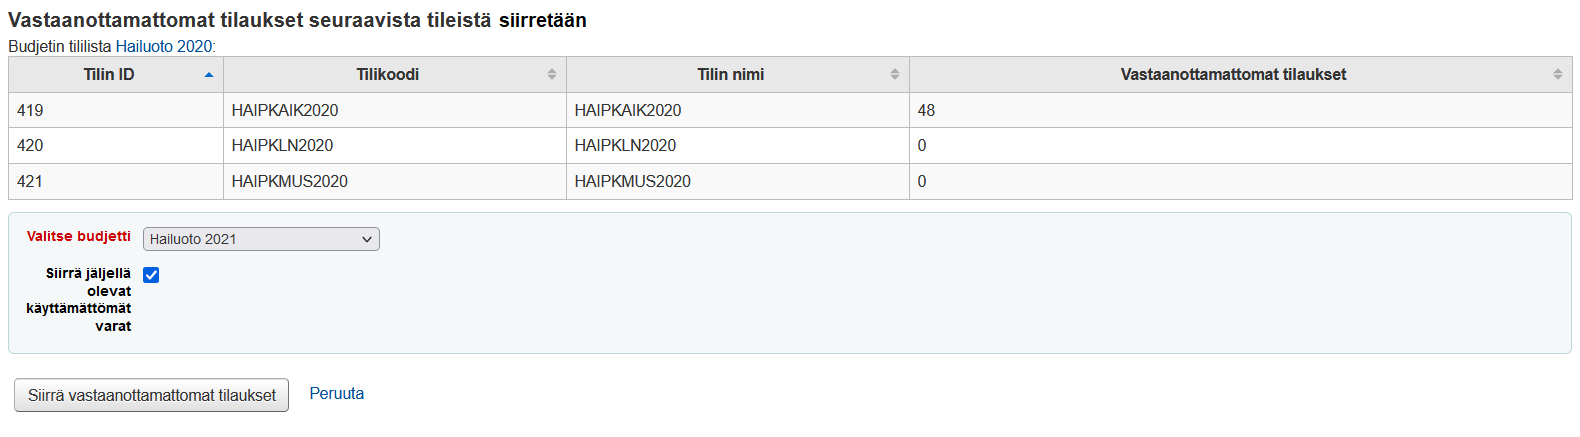 Vastaanottamattomat tilaukset seuraavista tileistä siirretään
Budjetin tililista Hailuoto 2020:
Tilin ID Tilikoodi Tilin nimi Vastaanottamattomat tilaukset
419 HAIPKAIK2020 HAIPKAIK2020 48
420 HAIPKLN2020 HAIPKLN2020 0
421 HAIPKMUS2020 HAIPKMUS2020 0
Valitse budjetti Hailuoto 2021
Siirrä jäljellä
olevat
käyttämättömät
varat
Siirrä vastaanottamattomat tilaukset Peruuta